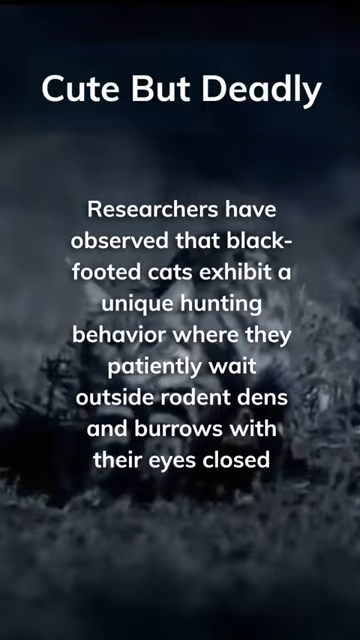 Cute But Deadly
Researchers have
observed that black-
footed cats exhibit a
unique hunting
behavior where they
patiently wait
outside rodent dens
and burrows with
their eyes closed